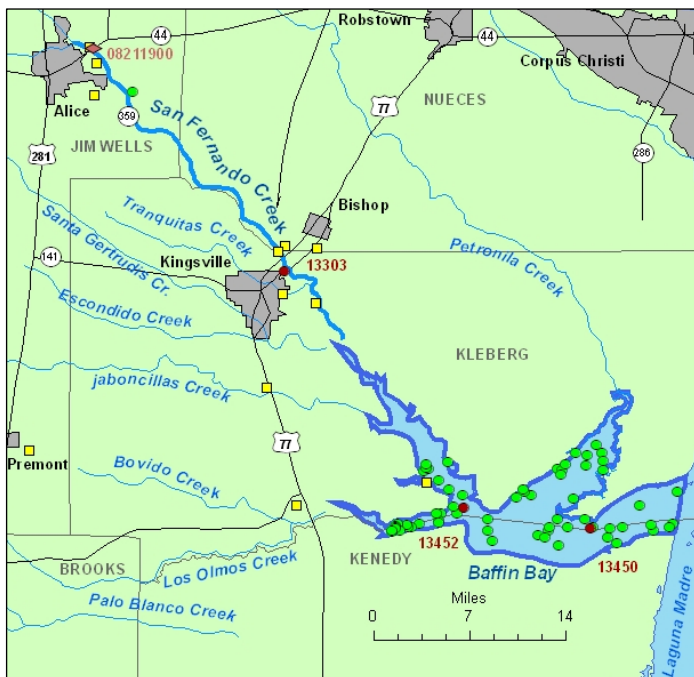 Robstown
44
44
08211900
Corpus Christi
77
NUECES
Alice
359
San Fernando Creek
JIM WELLS
281
286
Bishop
Tranquitas Creek
Santa Gertrudis Cr.
141
Kingsville
13303
Petronila Creek
Escondido Creek
KLEBERG
jaboncillas Creek
77
Premont
Bovido Creek
13452
13450
KENEDY
BROOKS
Los Olmos Creek
Baffin Bay
Palo Blanco Creek
Miles
0 7 14
Laguna Madre